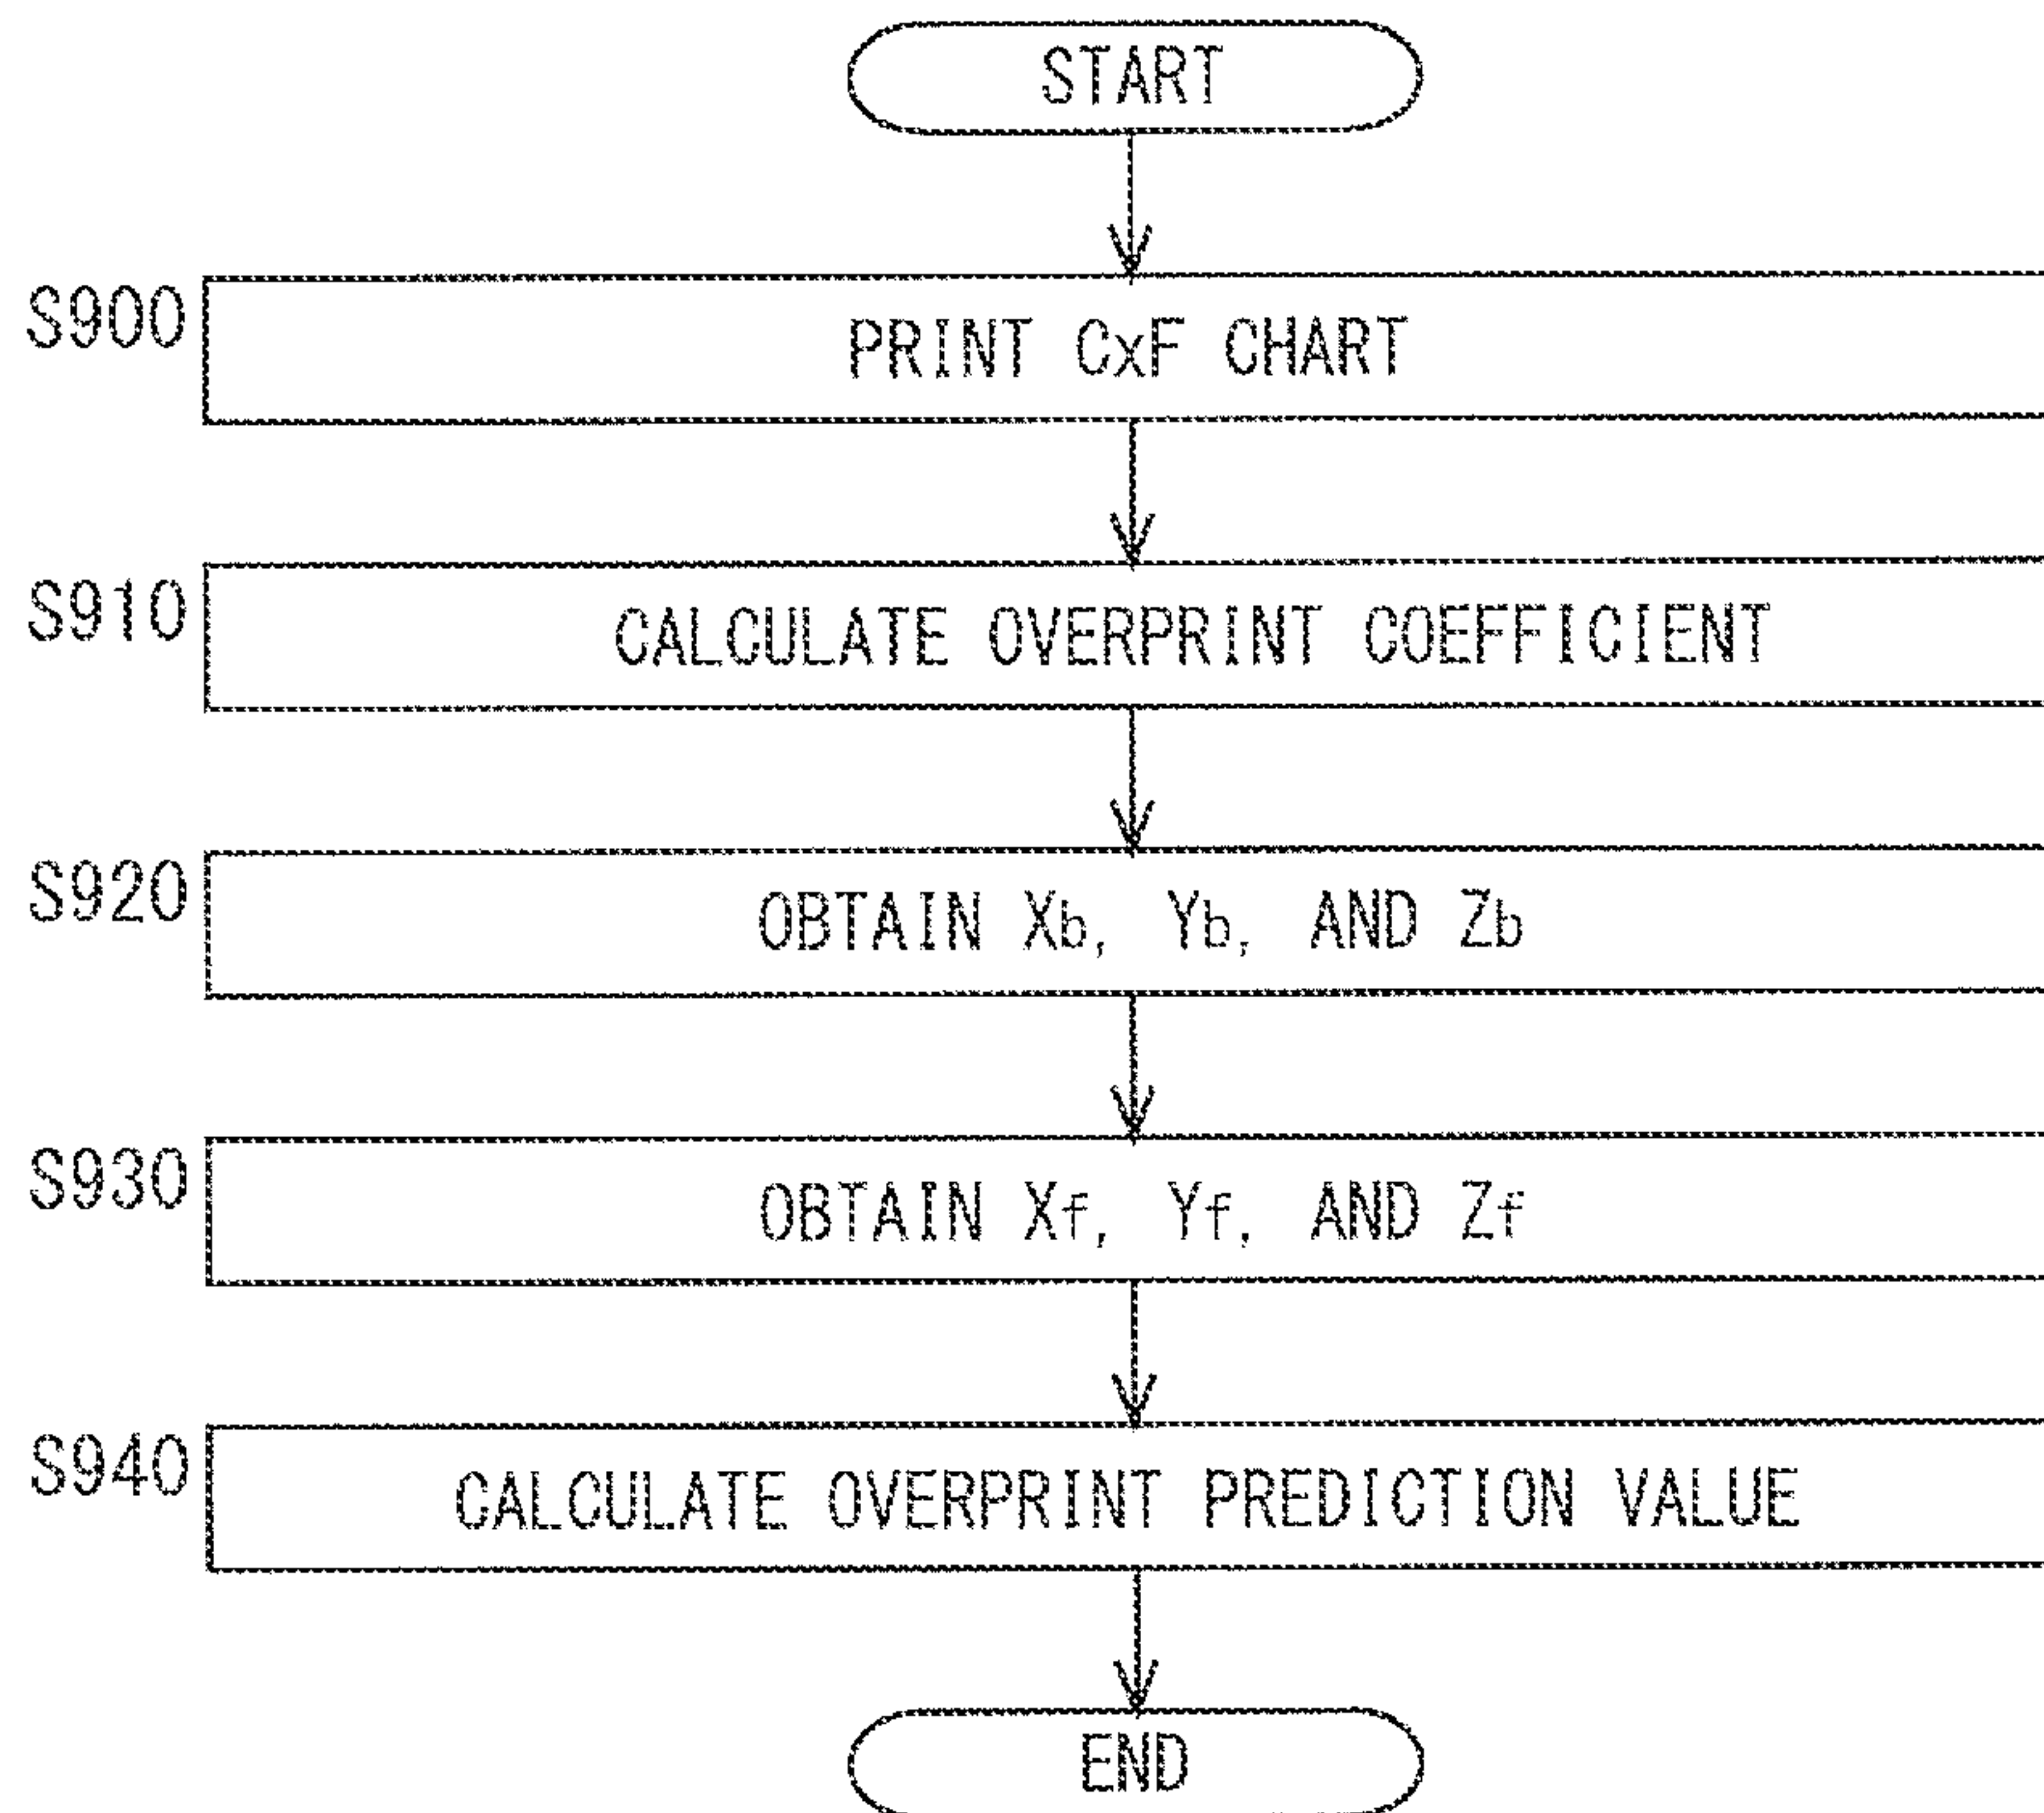 START
S900
PRINT CxF CHART
S910
CALCULATE OVERPRINT COEFFICIENT
S920
OBTAIN Xb, Yb, AND Zb
S930
OBTAIN Xf, Yf, AND Zf
S940
CALCULATE OVERPRINT PREDICTION VALUE
END